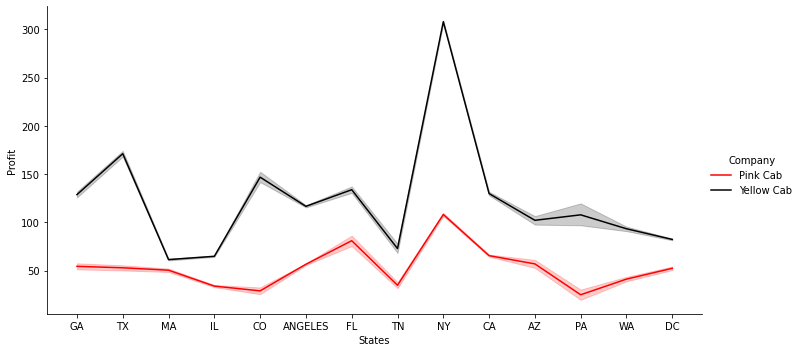 300
250
200
150
100
50
Profit
GA TX MA IL CO ANGELES FL TN NY CA AZ PA WA DC
States
Company
Pink Cab
Yellow Cab